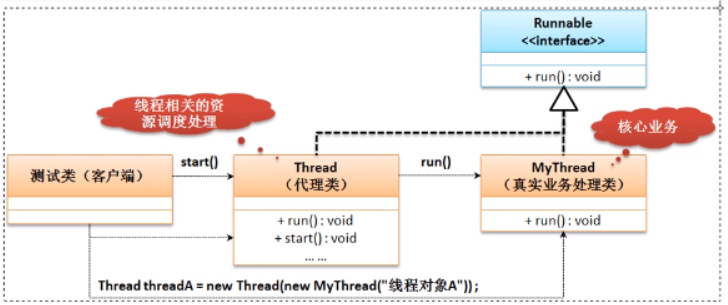 Runnable
<<interface>>
+ run() : void
线程相关的资
源调度处理
核心业务
测试类（客户端）
start()
Thread
（代理类）
+ run() : void
+ start() : void
... ...
run()
MyThread
（真实业务处理类）
+ run() : void
Thread threadA = new Thread(new MyThread("线程对象A"));